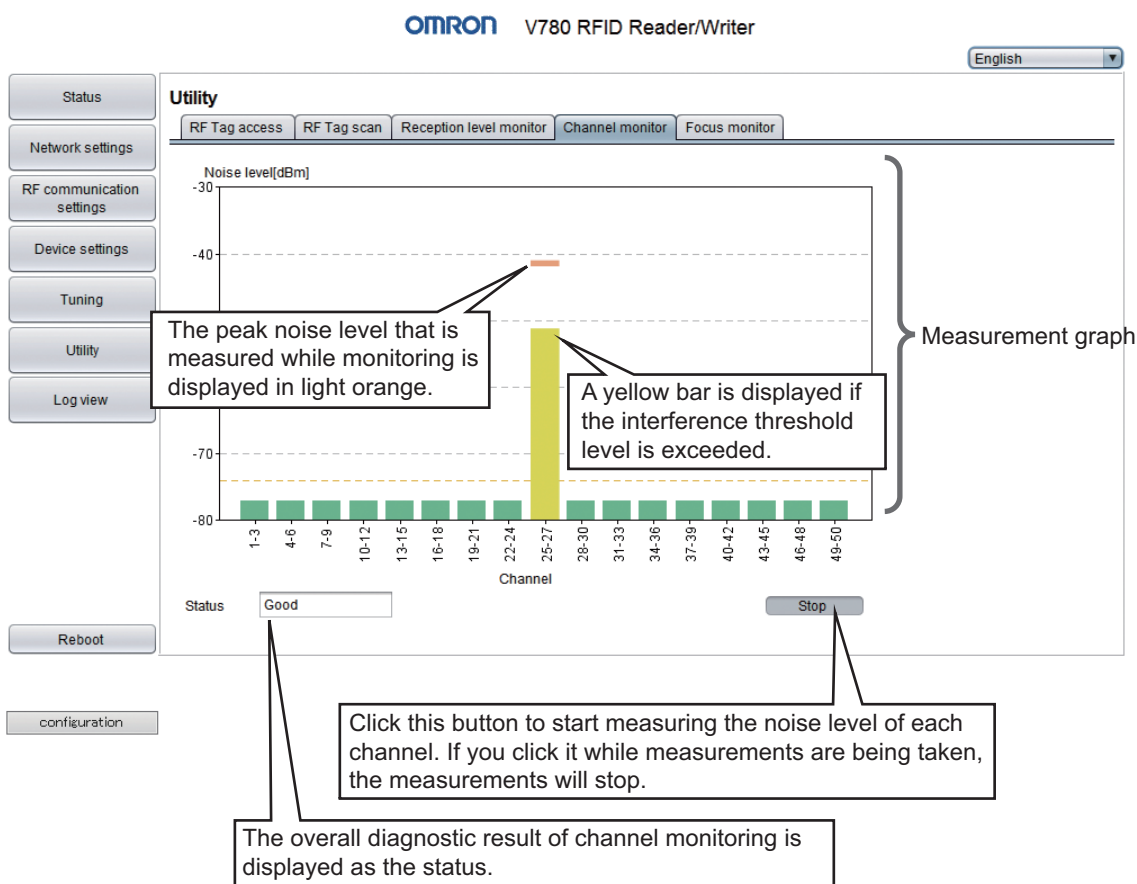 OMRON V780 RFID Reader/Writer
English
Status
Network settings
RF communication
settings
Device settings
Tuning
Utility
Log view
Reboot
configuration
Utility
RF Tag access
RF Tag scan
Reception level monitor
Channel monitor
Focus monitor
Noise level[dBm]
-30
-40
-70
-80
The peak noise level that is
measured while monitoring is
displayed in light orange.
A yellow bar is displayed if
the interference threshold
level is exceeded.
Measurement graph
1-3
4-6
7-9
10-12
13-15
16-18
19-21
22-24
25-27
28-30
31-33
34-36
37-39
40-42
43-45
46-48
49-50
Channel
Status
Good
Stop
Click this button to start measuring the noise level of each
channel. If you click it while measurements are being taken,
the measurements will stop.
The overall diagnostic result of channel monitoring is
displayed as the status.